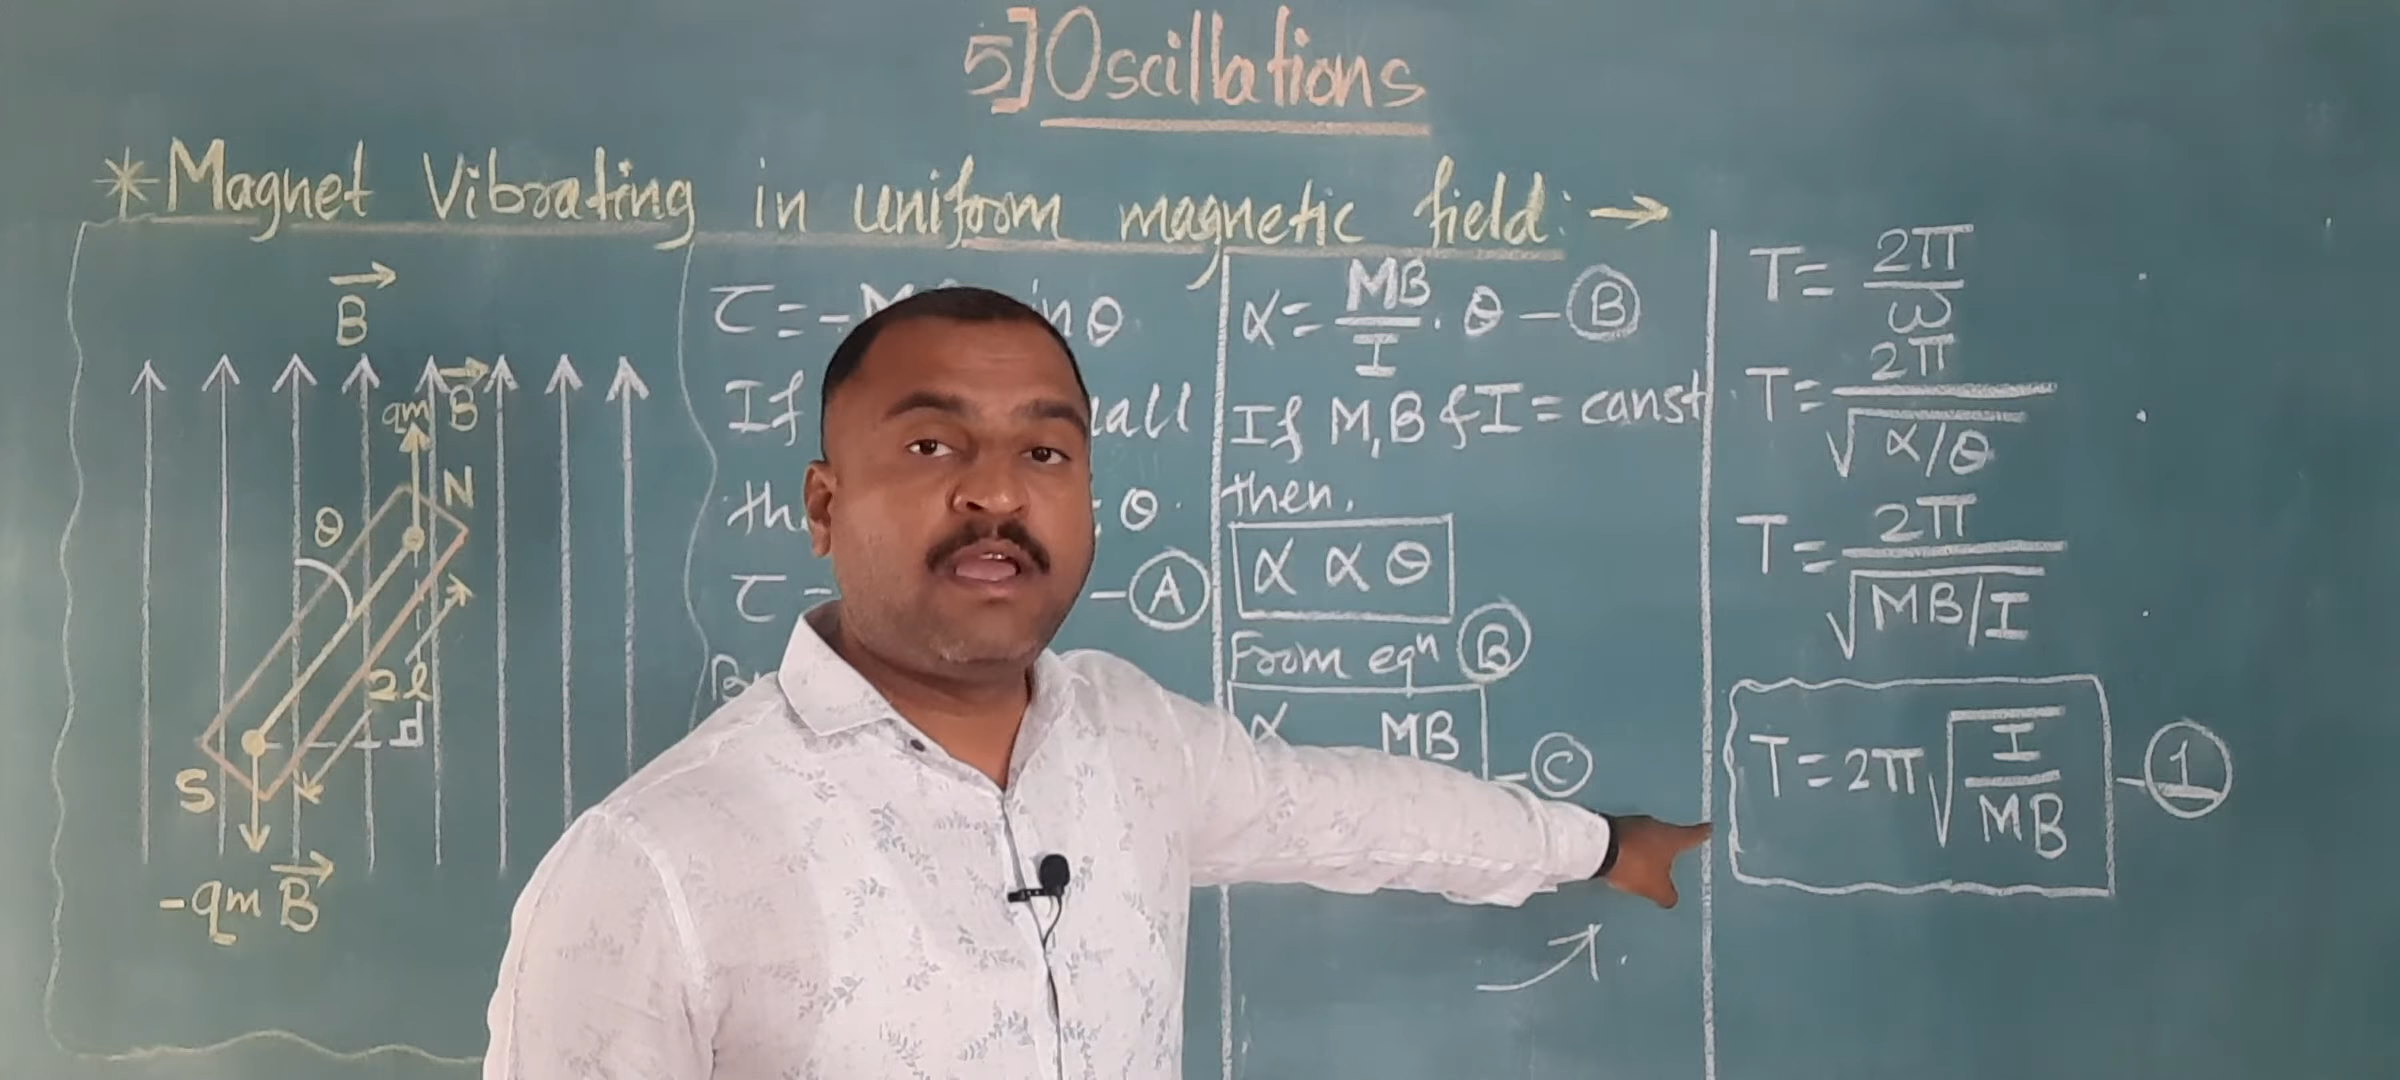 5] Oscillations
*Magnet Vibrating in uniform magnetic field:→
B
qm B
N
θ
2l
S
-qm B
τ = - in θ
If all
θ
τ = - (A)
α = MB/I . θ - (B)
If M, B & I = const
then,
α α θ
From eqn (B)
α MB
- (C)
T = 2π/ω
T = 2π/√(α/θ)
T = 2π/√(MB/I)
T = 2π√(I/MB) - (1)